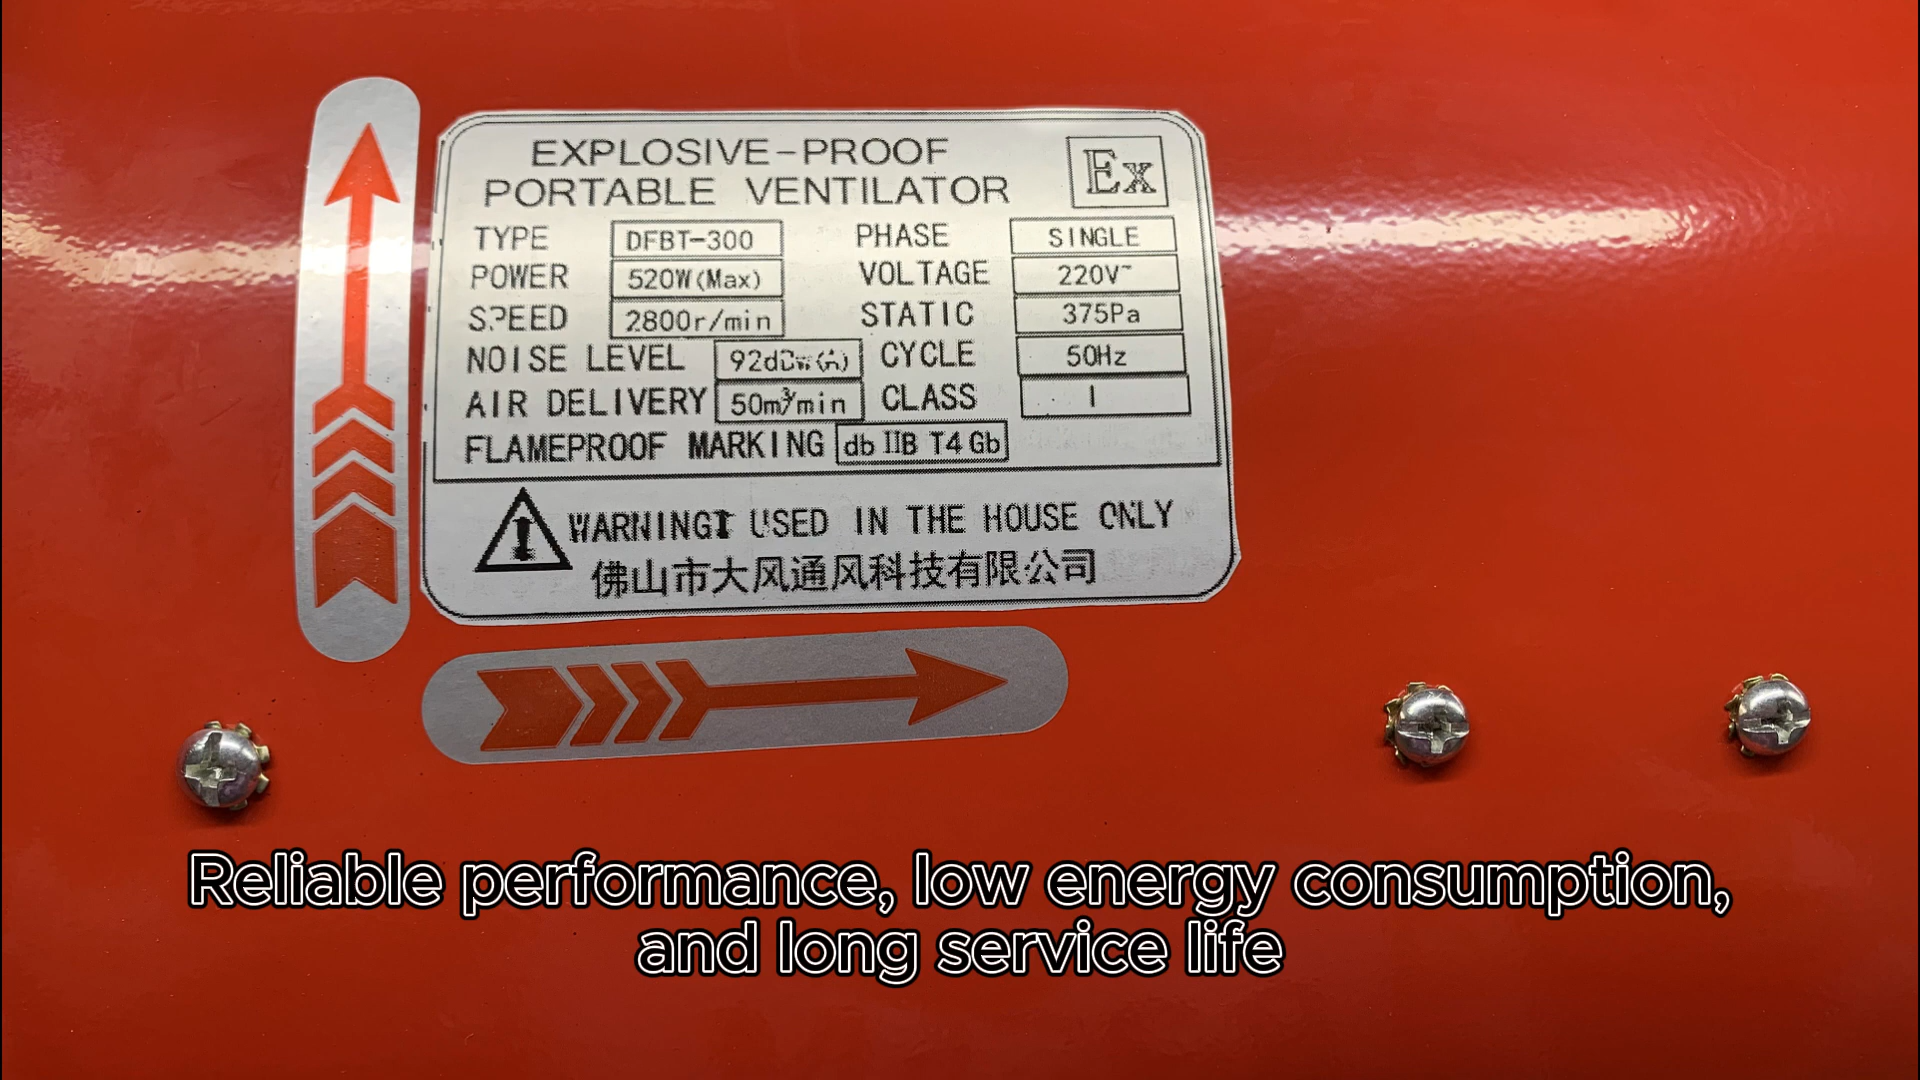 EXPLOSIVE-PROOF
PORTABLE VENTILATOR
Ex
TYPE DFBT-300 PHASE SINGLE
POWER 520W(Max) VOLTAGE 220V~
SPEED 2800r/min STATIC 375Pa
NOISE LEVEL CYCLE 50Hz
AIR DELIVERY 50m³/min CLASS I
FLAMEPROOF MARKING db IIB T4 Gb
WARNING! USED IN THE HOUSE ONLY
佛山市大风通风科技有限公司
Reliable performance, low energy consumption,
and long service life